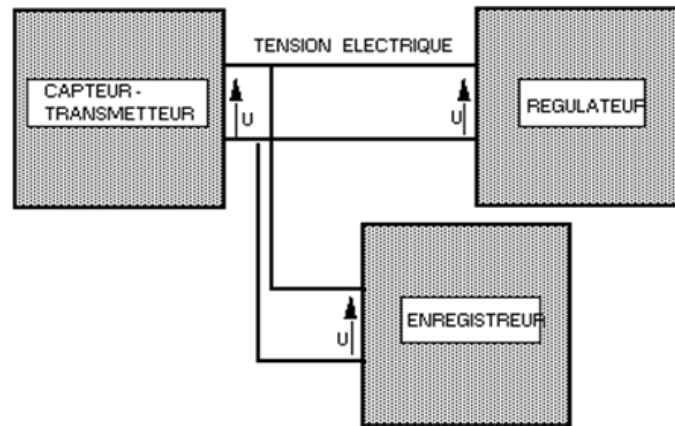 TENSION ELECTRIQUE
CAPTEUR -
TRANSMETTEUR
U
U
REGULATEUR
ENREGISTREUR
U